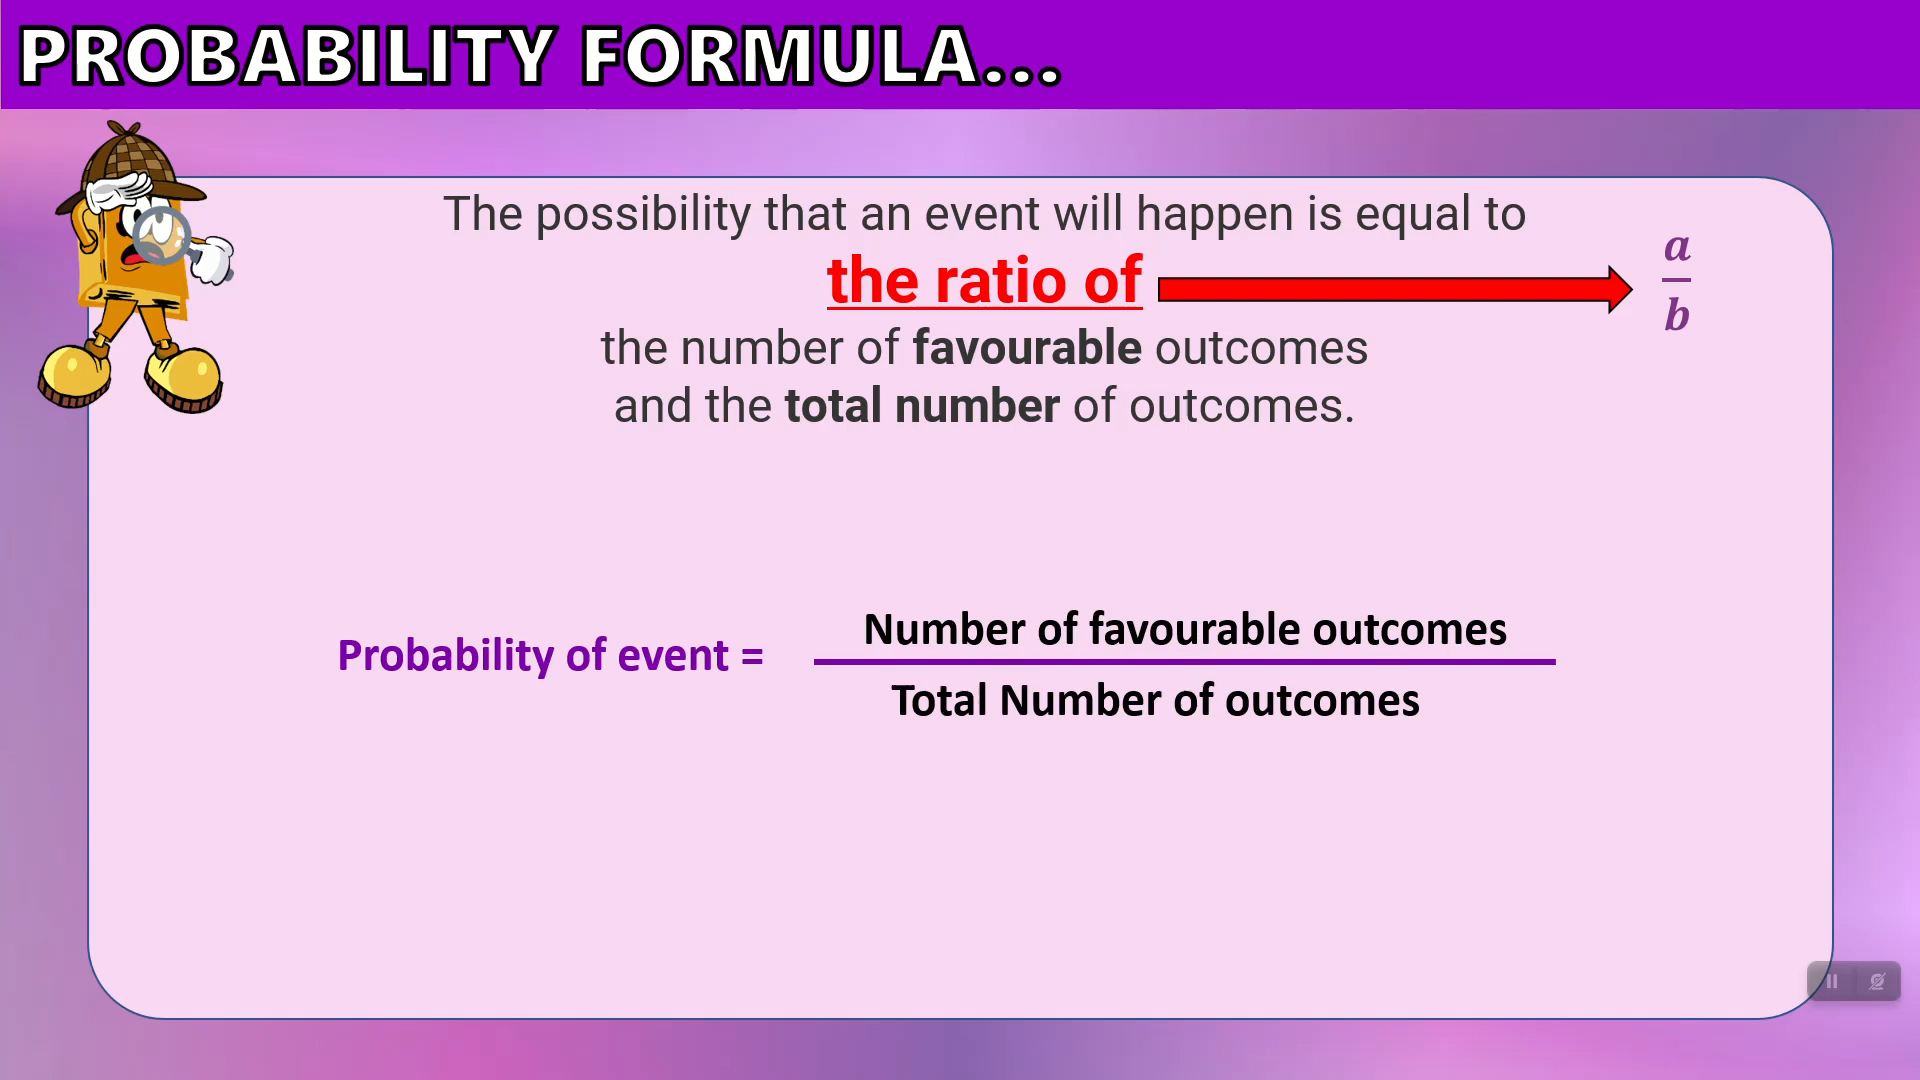 PROBABILITY FORMULA...
The possibility that an event will happen is equal to
the ratio of
a
b
the number of favourable outcomes
and the total number of outcomes.
Probability of event =
Number of favourable outcomes
Total Number of outcomes